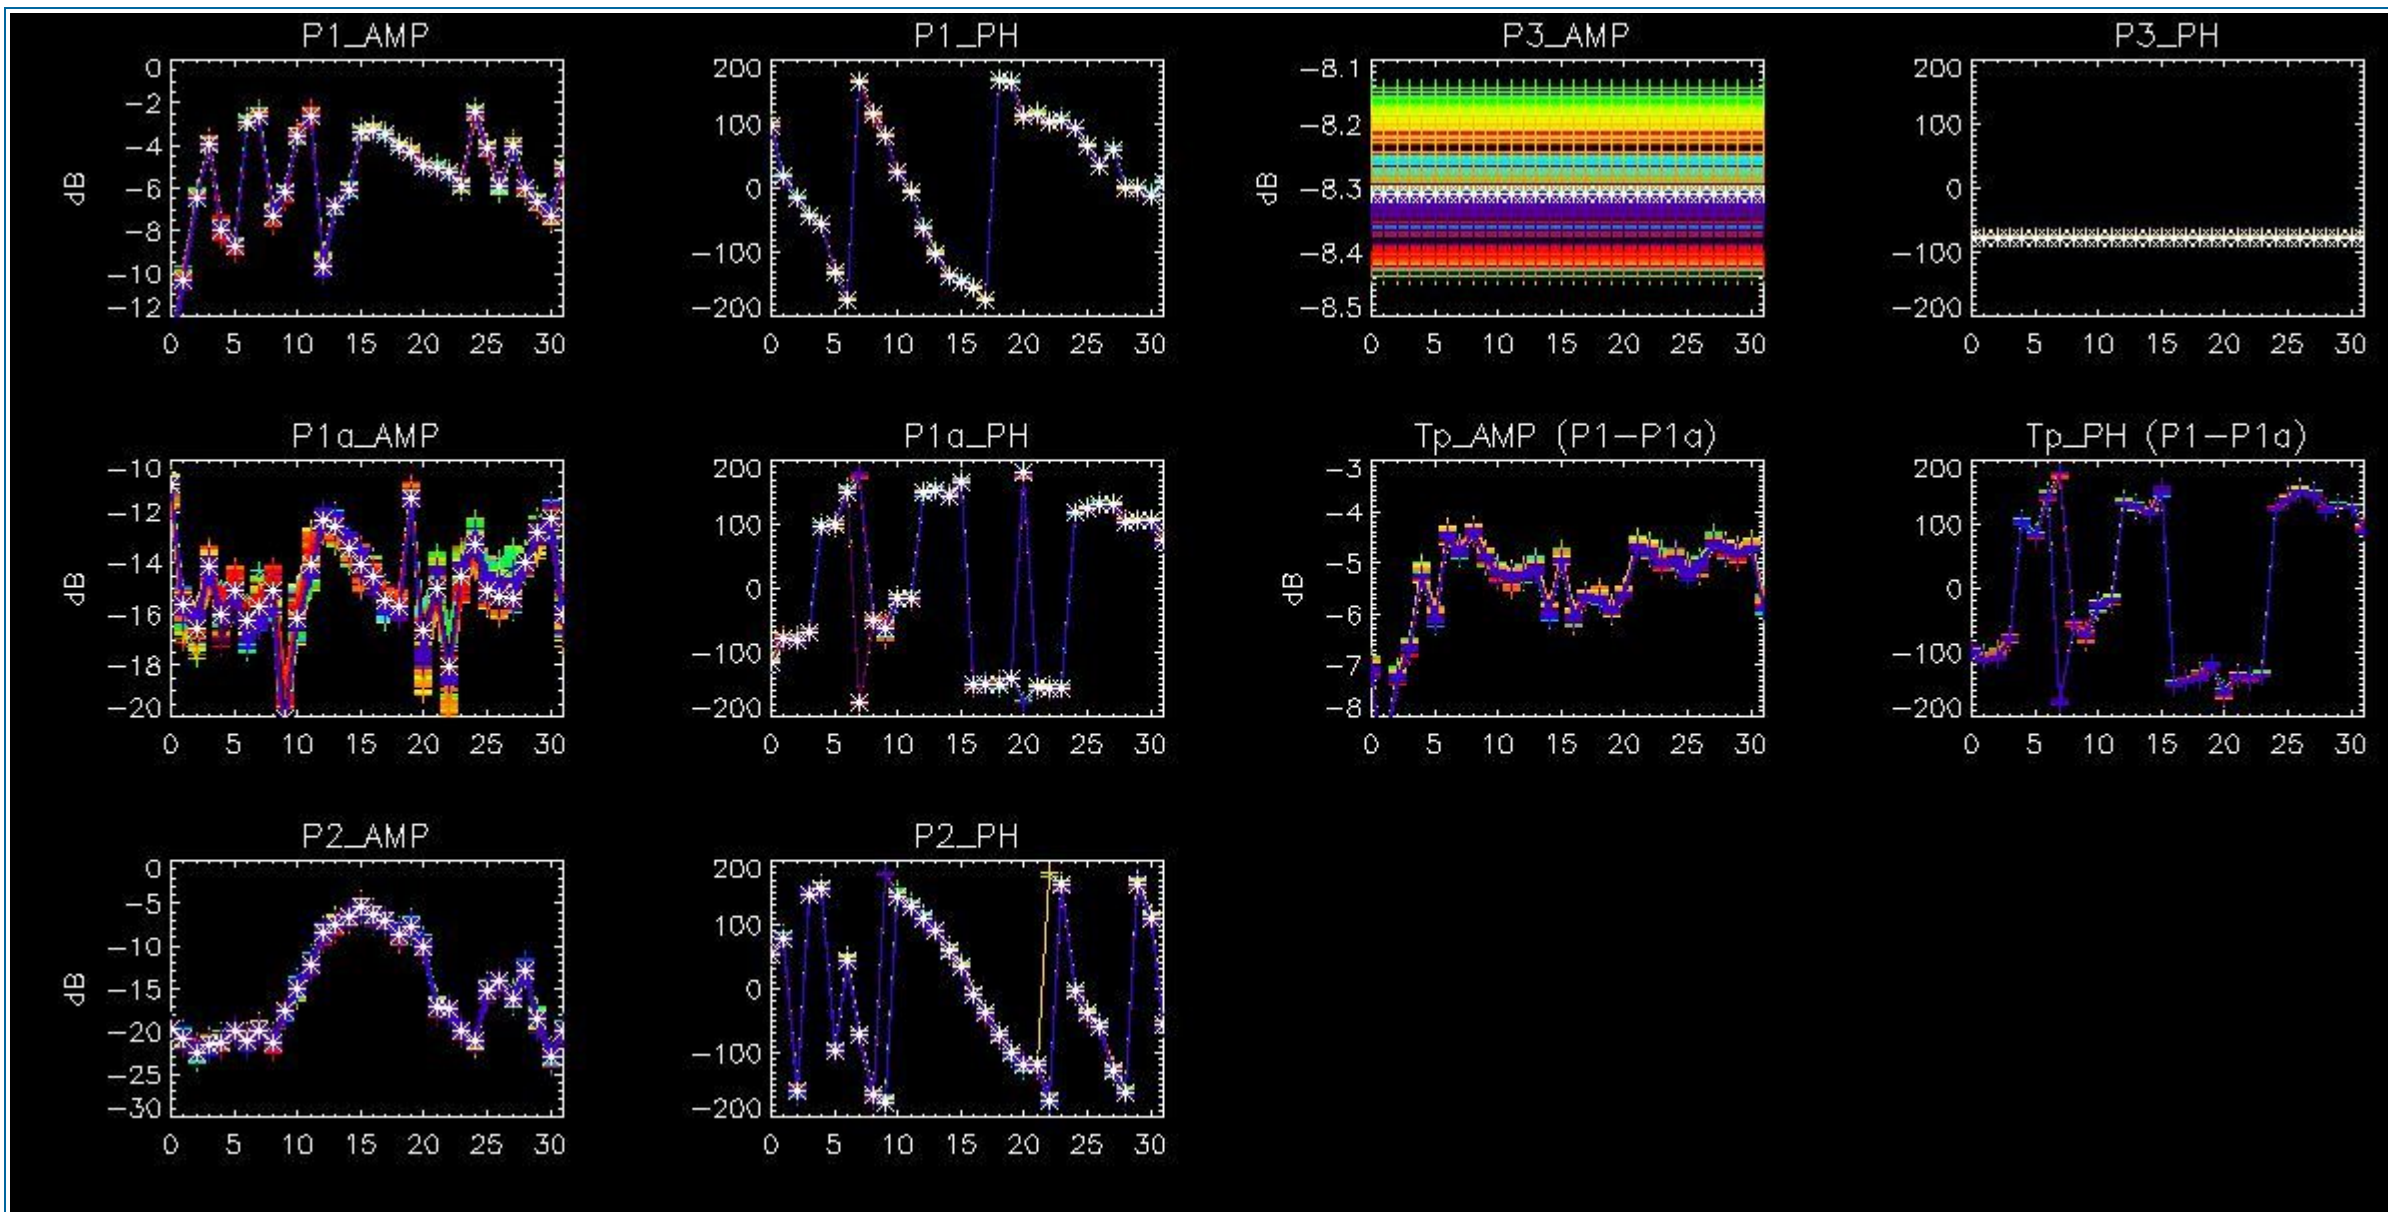 P1_AMP P1_PH P3_AMP P3_PH
0 200 −8.1 200
−2
−4 100 −8.2 100
dB −6 0 dB −8.3 0
−8
−10 −100 −8.4 −100
−12 −200 −8.5 −200
0 5 10 15 20 25 30 0 5 10 15 20 25 30 0 5 10 15 20 25 30 0 5 10 15 20 25 30
P1a_AMP P1a_PH Tp_AMP (P1−P1a) Tp_PH (P1−P1a)
−10 200 −3 200
−12 100 −4 100
−14 −5
dB 0 dB 0
−16 −6
−18 −100 −7 −100
−20 −200 −8 −200
0 5 10 15 20 25 30 0 5 10 15 20 25 30 0 5 10 15 20 25 30 0 5 10 15 20 25 30
P2_AMP P2_PH
0 200
−5 100
−10
dB −15 0
−20 −100
−25
−30 −200
0 5 10 15 20 25 30 0 5 10 15 20 25 30